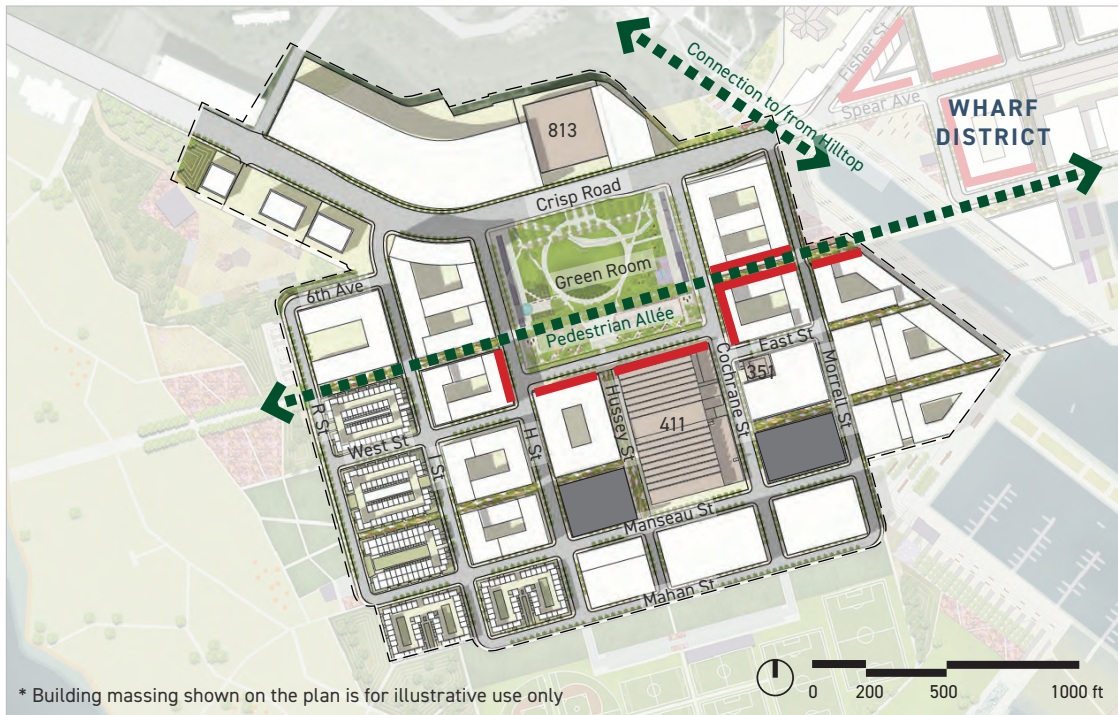 Fisher St
Spear Ave
WHARF
DISTRICT
Connection to/from Hilltop
813
Crisp Road
Green Room
6th Ave
Pedestrian Allée
East St
351
Cochrane St
Morrell St
R St
West St
I St
H St
Hussey St
411
Manseau St
Mahan St
0 200 500 1000 ft
* Building massing shown on the plan is for illustrative use only